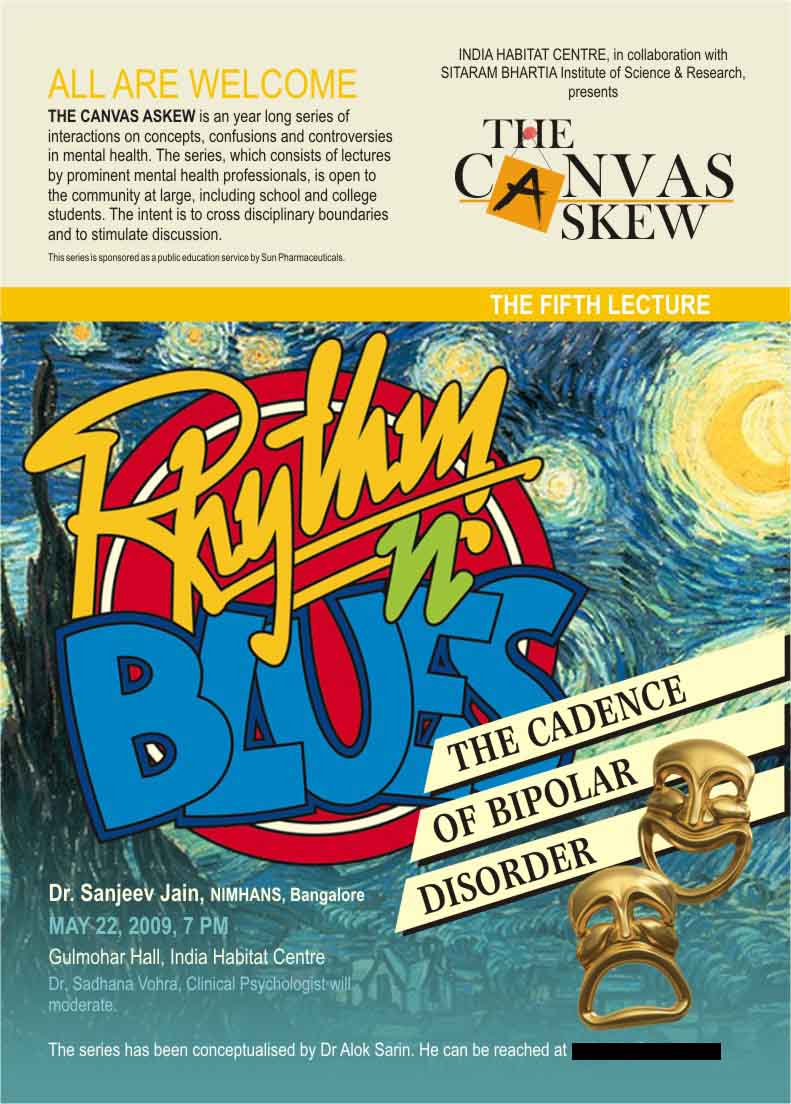 ALL ARE WELCOME
THE CANVAS ASKEW is an year long series of
interactions on concepts, confusions and controversies
in mental health. The series, which consists of lectures
by prominent mental health professionals, is open to
the community at large, including school and college
students. The intent is to cross disciplinary boundaries
and to stimulate discussion.
This series is sponsored as a public education service by Sun Pharmaceuticals.
INDIA HABITAT CENTRE, in collaboration with
SITARAM BHARTIA Institute of Science & Research,
presents
THE
CANVAS
ASKEW
THE FIFTH LECTURE
Rhythm
n
BLUES
THE CADENCE
OF BIPOLAR
DISORDER
Dr. Sanjeev Jain, NIMHANS, Bangalore
MAY 22, 2009, 7 PM
Gulmohar Hall, India Habitat Centre
Dr. Sadhana Vohra, Clinical Psychologist will
moderate.
The series has been conceptualised by Dr Alok Sarin. He can be reached at